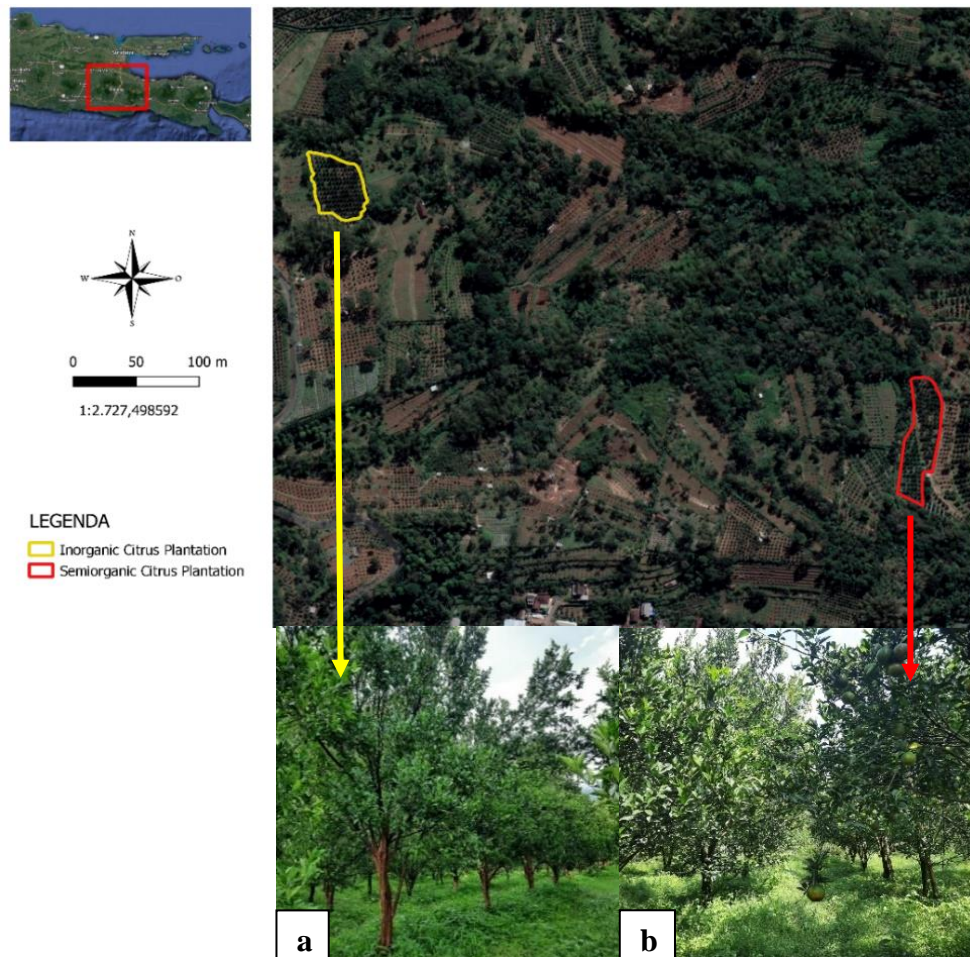 N
W
O
S
0 50 100 m
1:2.727,498592
LEGENDA
Inorganic Citrus Plantation
Semiorganic Citrus Plantation
a
b